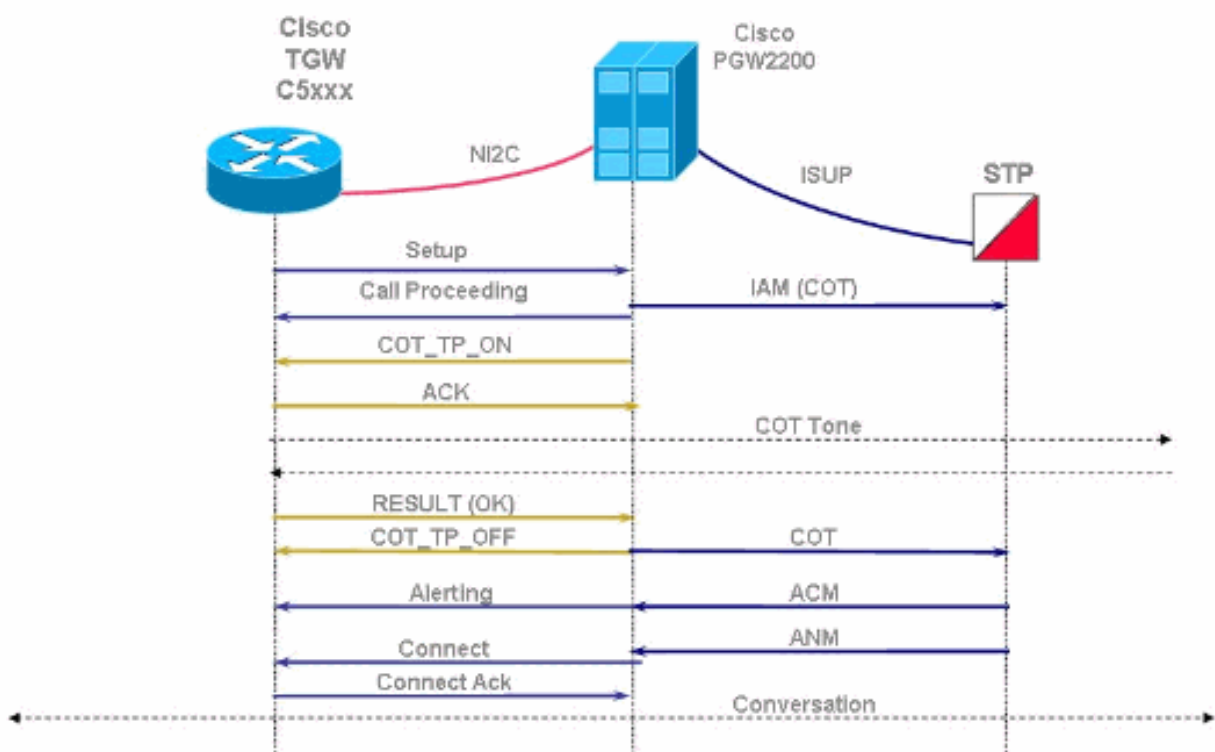 Cisco
TGW
C5xxx
Cisco
PGW2200
NI2C
ISUP
STP
Setup
Call Proceeding
IAM (COT)
COT_TP_ON
ACK
COT Tone
RESULT (OK)
COT_TP_OFF
COT
Alerting
ACM
Connect
ANM
Connect Ack
Conversation